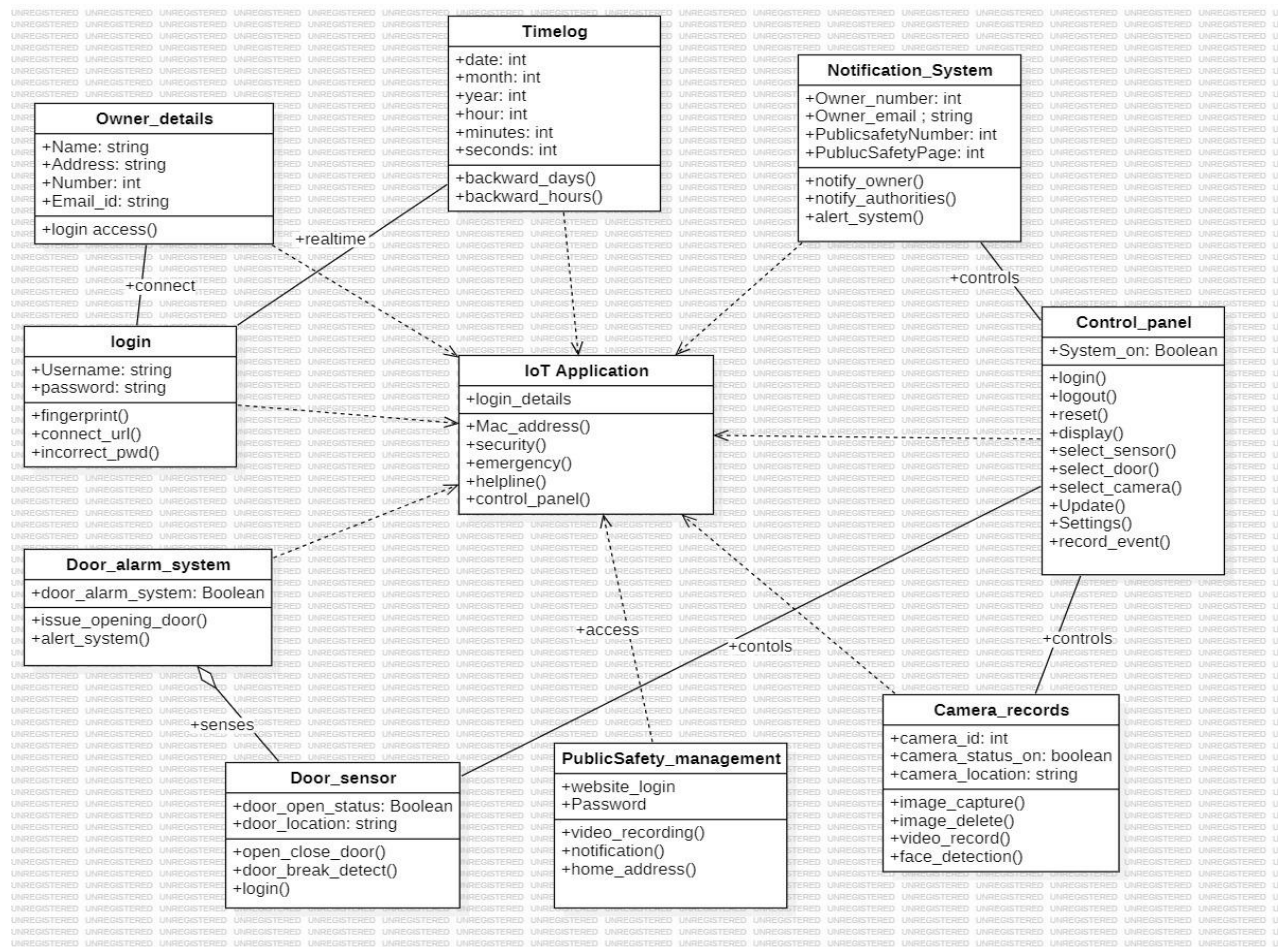 Timelog
+date: int
+month: int
+year: int
+hour: int
+minutes: int
+seconds: int
+backward_days()
+backward_hours()
Notification_System
+Owner_number: int
+Owner_email ; string
+PublicsafetyNumber: int
+PublucSafetyPage: int
+notify_owner()
+notify_authorities()
+alert_system()
Owner_details
+Name: string
+Address: string
+Number: int
+Email_id: string
+login access()
+realtime
+connect
+controls
login
+Username: string
+password: string
+fingerprint()
+connect_url()
+incorrect_pwd()
IoT Application
+login_details
+Mac_address()
+security()
+emergency()
+helpline()
+control_panel()
Control_panel
+System_on: Boolean
+login()
+logout()
+reset()
+display()
+select_sensor()
+select_door()
+select_camera()
+Update()
+Settings()
+record_event()
Door_alarm_system
+door_alarm_system: Boolean
+issue_opening_door()
+alert_system()
+access
+contols
+controls
+senses
Door_sensor
+door_open_status: Boolean
+door_location: string
+open_close_door()
+door_break_detect()
+login()
PublicSafety_management
+website_login
+Password
+video_recording()
+notification()
+home_address()
Camera_records
+camera_id: int
+camera_status_on: boolean
+camera_location: string
+image_capture()
+image_delete()
+video_record()
+face_detection()
UNREGISTERED